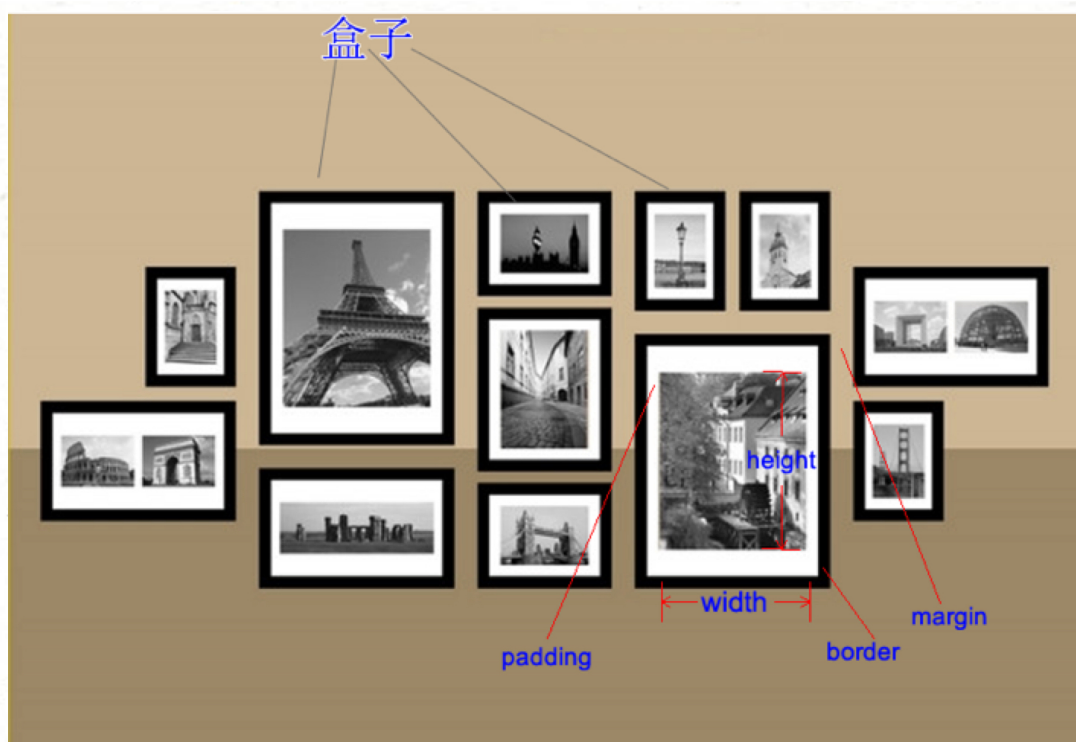 盒子
height
width
margin
border
padding